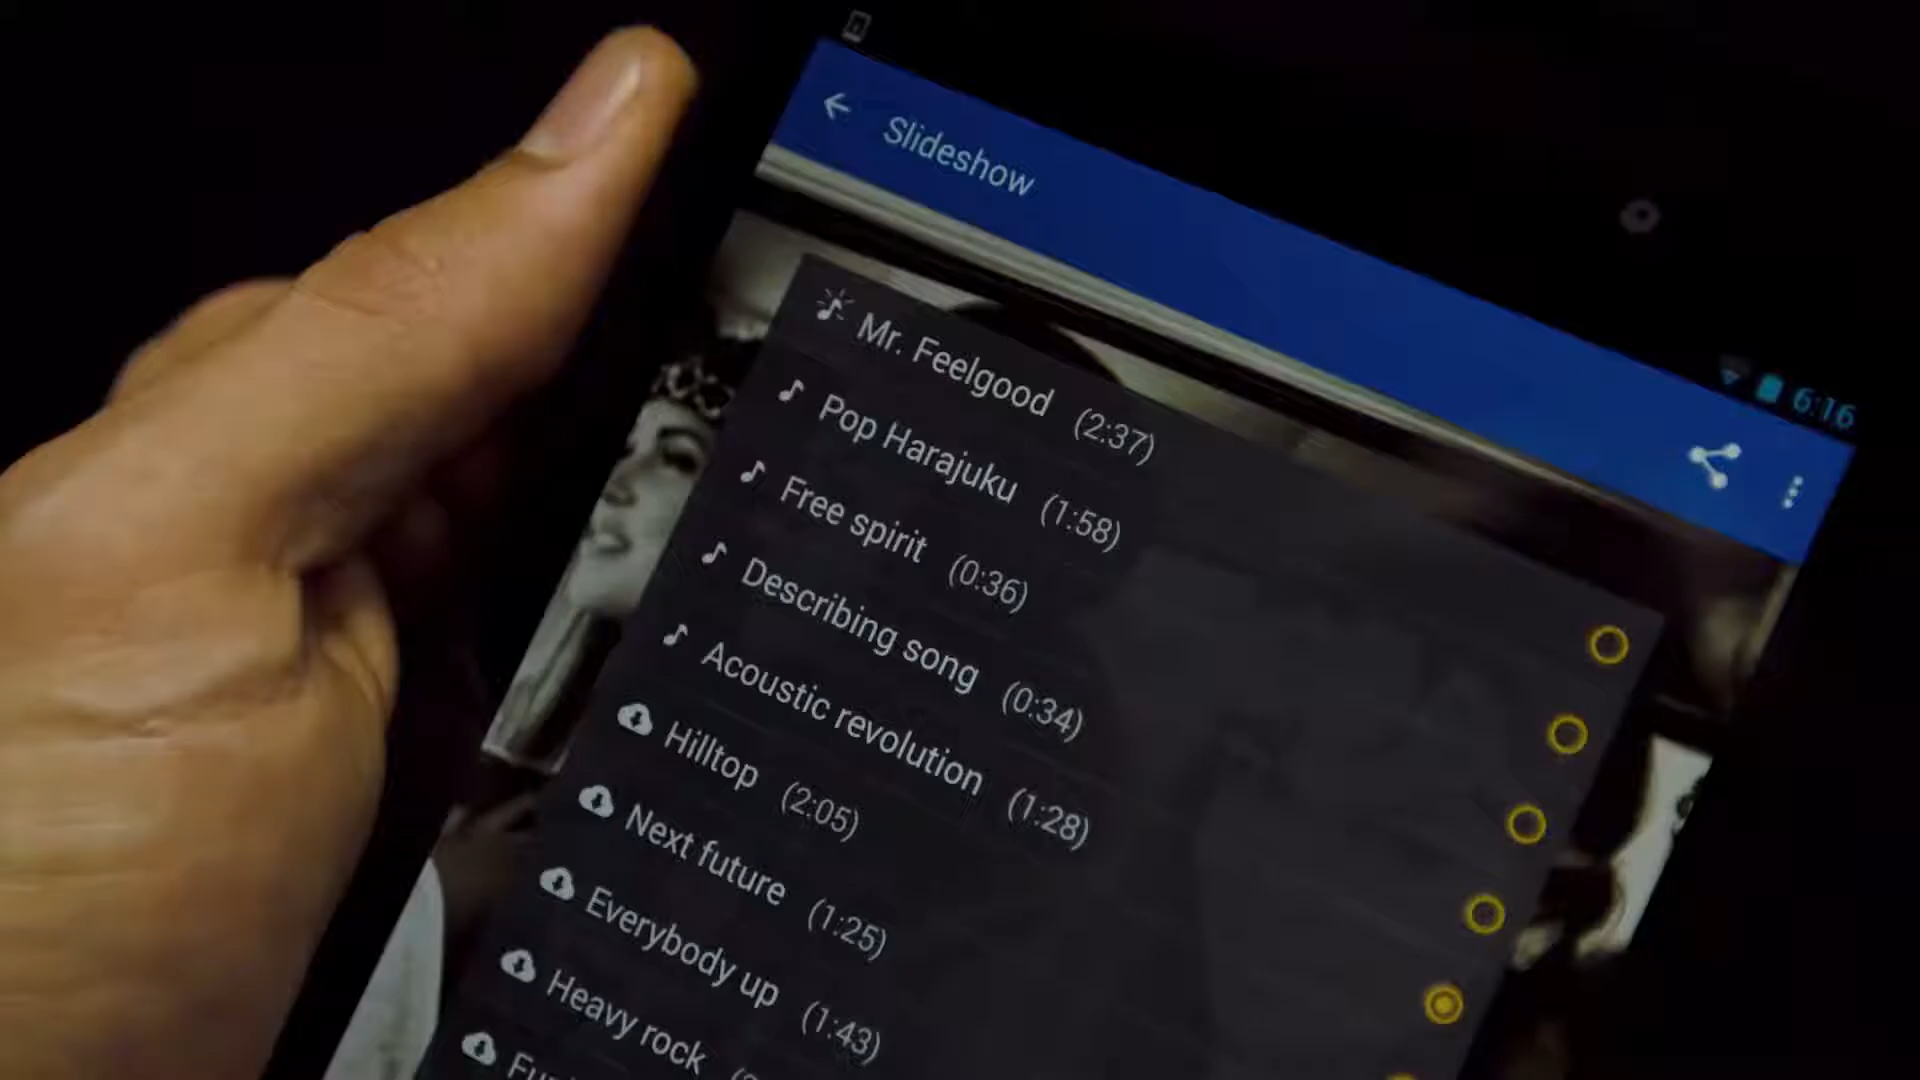 6:16
Slideshow
Mr. Feelgood (2:37)
Pop Harajuku (1:58)
Free spirit (0:36)
Describing song (0:34)
Acoustic revolution (1:28)
Hilltop (2:05)
Next future (1:25)
Everybody up (1:43)
Heavy rock